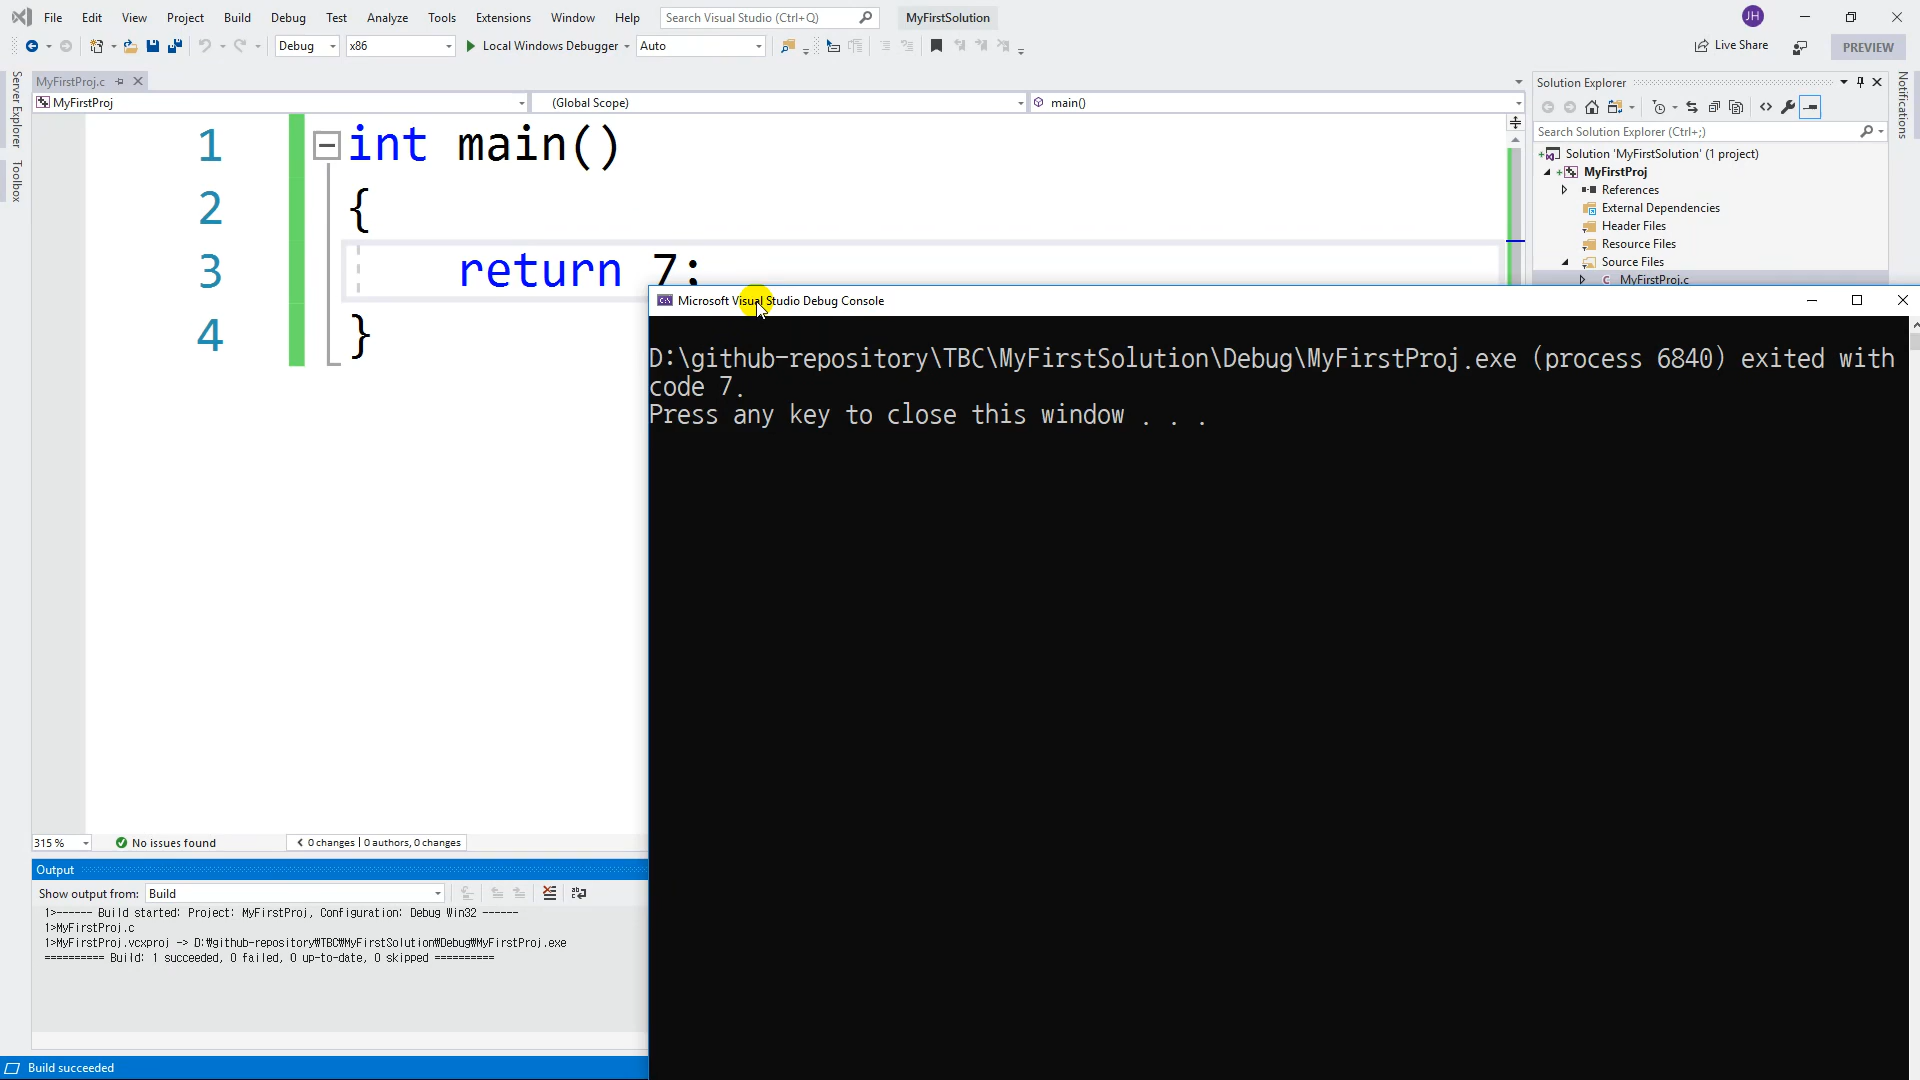 File Edit View Project Build Debug Test Analyze Tools Extensions Window Help Search Visual Studio (Ctrl+Q) MyFirstSolution JH
Debug x86 Local Windows Debugger Auto Live Share PREVIEW
Server Explorer
Toolbox
MyFirstProj.c
MyFirstProj (Global Scope) main()
1 int main()
2 {
3 return 7;
4 }
Solution Explorer
Search Solution Explorer (Ctrl+;)
Solution 'MyFirstSolution' (1 project)
MyFirstProj
References
External Dependencies
Header Files
Resource Files
Source Files
MyFirstProj.c
Notifications
Microsoft Visual Studio Debug Console
D:\github-repository\TBC\MyFirstSolution\Debug\MyFirstProj.exe (process 6840) exited with
code 7.
Press any key to close this window . . .
315 % No issues found 0 changes | 0 authors, 0 changes
Output
Show output from: Build
1>------ Build started: Project: MyFirstProj, Configuration: Debug Win32 ------
1>MyFirstProj.c
1>MyFirstProj.vcxproj -> D:₩github-repository₩TBC₩MyFirstSolution₩Debug₩MyFirstProj.exe
========== Build: 1 succeeded, 0 failed, 0 up-to-date, 0 skipped ==========
Build succeeded